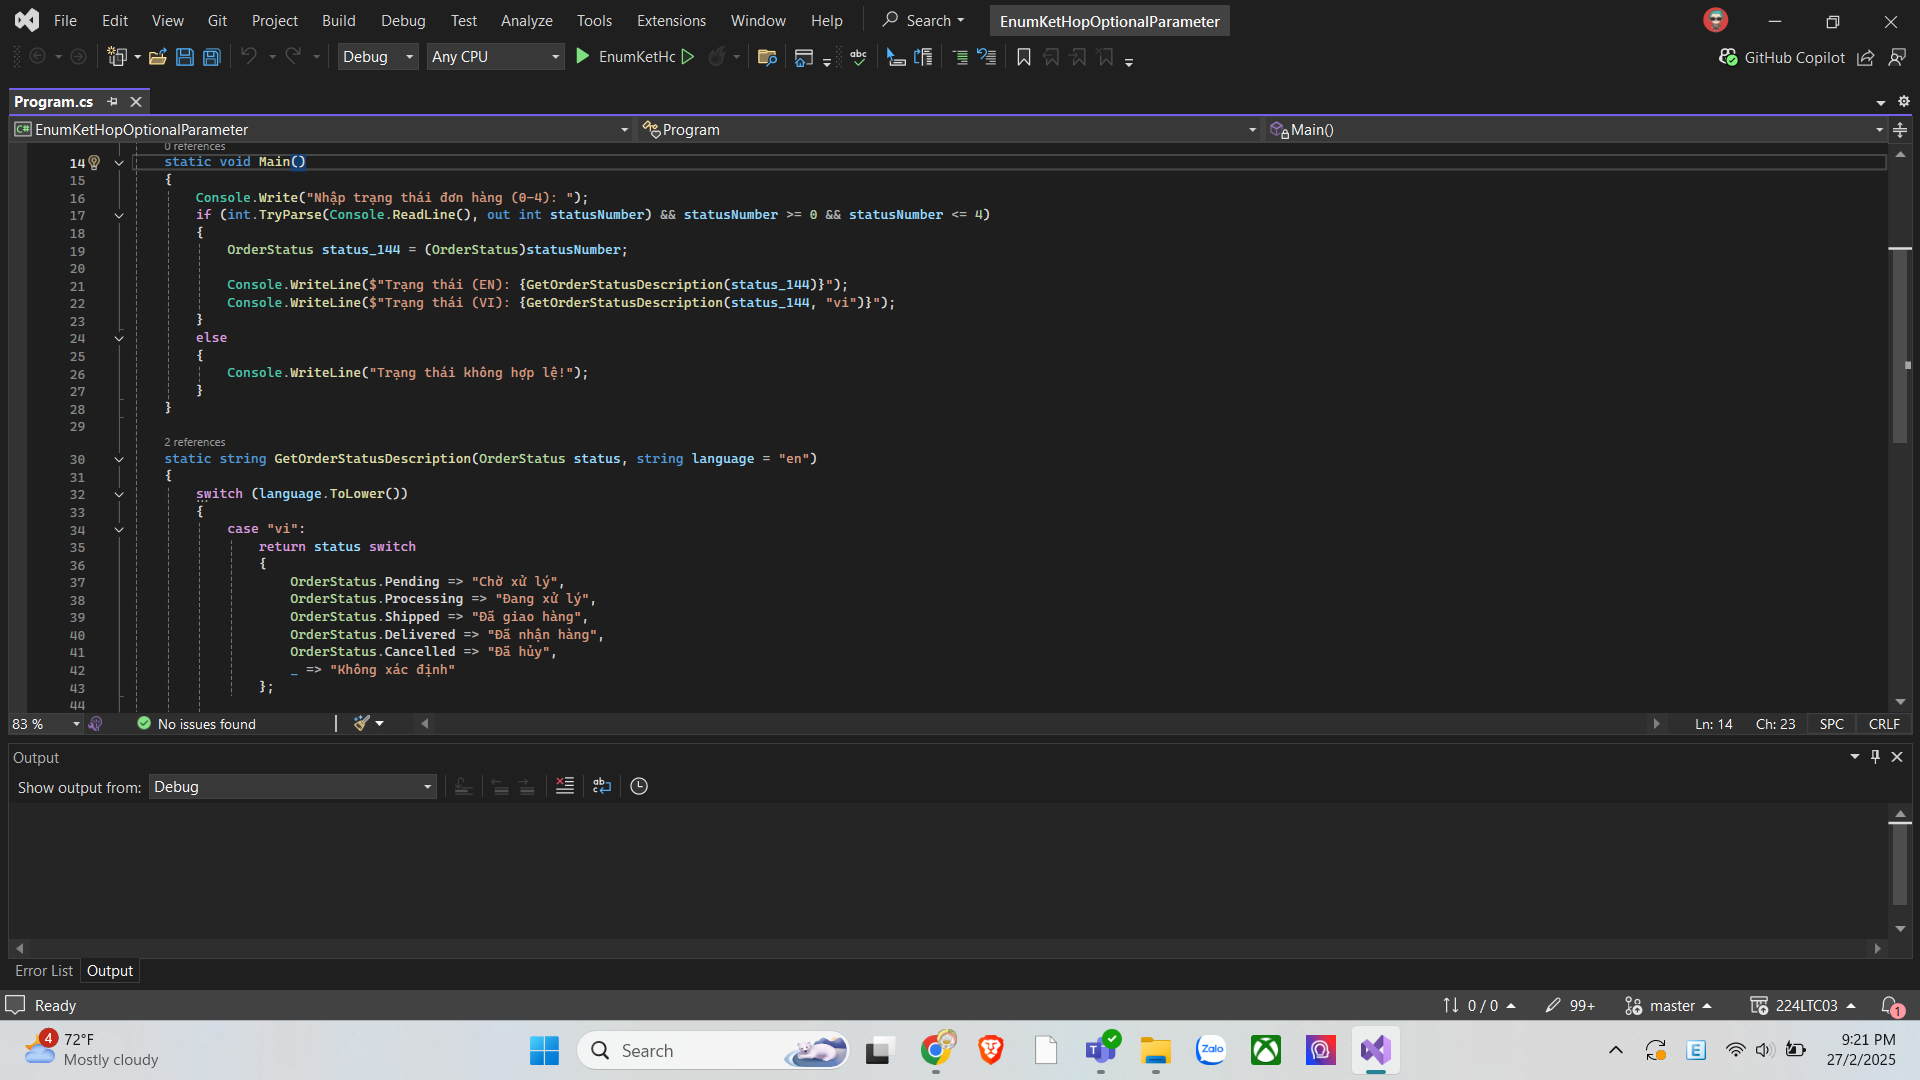 File Edit View Git Project Build Debug Test Analyze Tools Extensions Window Help Search EnumKetHopOptionalParameter
Debug Any CPU EnumKetHc GitHub Copilot
Program.cs
C# EnumKetHopOptionalParameter Program Main()
0 references
14 static void Main()
15 {
16 Console.Write("Nhập trạng thái đơn hàng (0-4): ");
17 if (int.TryParse(Console.ReadLine(), out int statusNumber) && statusNumber >= 0 && statusNumber <= 4)
18 {
19 OrderStatus status_144 = (OrderStatus)statusNumber;
20
21 Console.WriteLine($"Trạng thái (EN): {GetOrderStatusDescription(status_144)}");
22 Console.WriteLine($"Trạng thái (VI): {GetOrderStatusDescription(status_144, "vi")}");
23 }
24 else
25 {
26 Console.WriteLine("Trạng thái không hợp lệ!");
27 }
28 }
29
2 references
30 static string GetOrderStatusDescription(OrderStatus status, string language = "en")
31 {
32 switch (language.ToLower())
33 {
34 case "vi":
35 return status switch
36 {
37 OrderStatus.Pending => "Chờ xử lý",
38 OrderStatus.Processing => "Đang xử lý",
39 OrderStatus.Shipped => "Đã giao hàng",
40 OrderStatus.Delivered => "Đã nhận hàng",
41 OrderStatus.Cancelled => "Đã hủy",
42 _ => "Không xác định"
43 };
44
83 % No issues found Ln: 14 Ch: 23 SPC CRLF
Output
Show output from: Debug
Error List Output
Ready 0 / 0 99+ master 224LTC03 1
4 72°F
Mostly cloudy
Search
Zalo
E
9:21 PM
27/2/2025